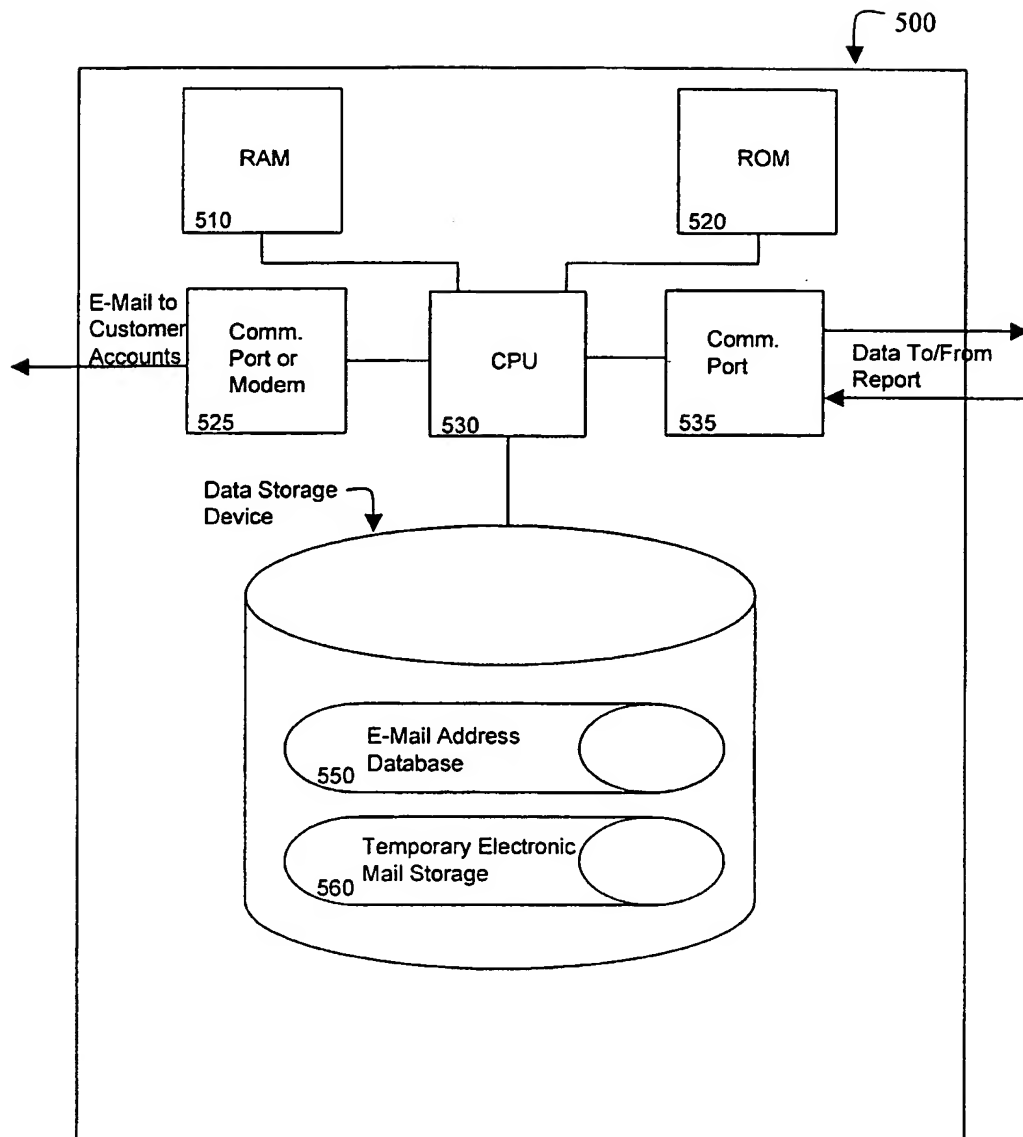 500
RAM
510
ROM
520
E-Mail to
Customer
Accounts
Comm.
Port or
Modem
525
CPU
530
Comm.
Port
535
Data To/From
Report
Data Storage
Device
E-Mail Address
Database
550
Temporary Electronic
Mail Storage
560